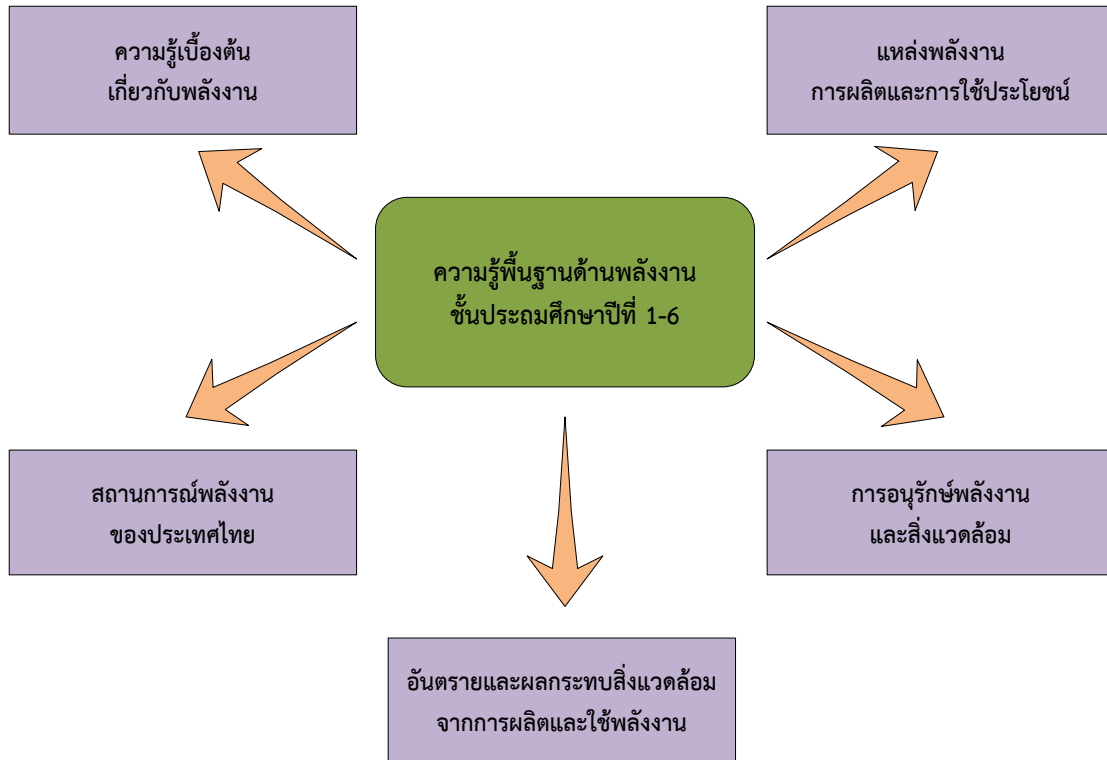 ความรู้เบื้องต้น
เกี่ยวกับพลังงาน
แหล่งพลังงาน
การผลิตและการใช้ประโยชน์
ความรู้พื้นฐานด้านพลังงาน
ชั้นประถมศึกษาปีที่ 1-6
สถานการณ์พลังงาน
ของประเทศไทย
การอนุรักษ์พลังงาน
และสิ่งแวดล้อม
อันตรายและผลกระทบสิ่งแวดล้อม
จากการผลิตและใช้พลังงาน